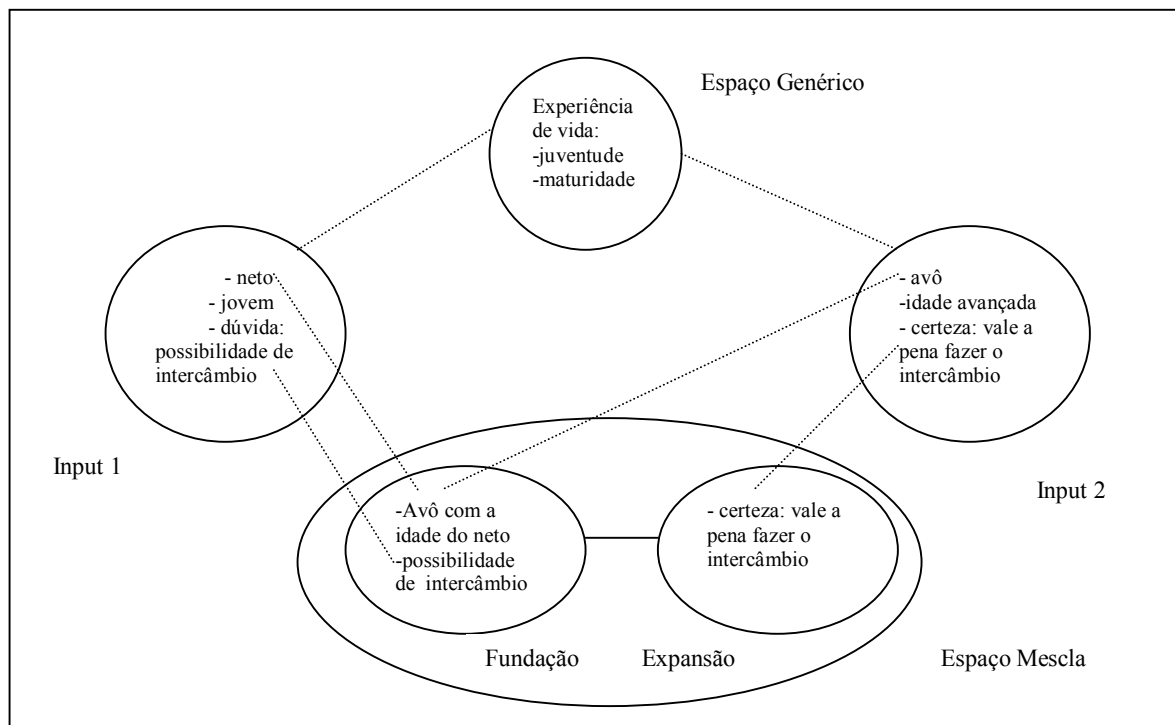 Espaço Genérico
Experiência
de vida:
-juventude
-maturidade
- neto
- jovem
- dúvida:
possibilidade de
intercâmbio
- avô
-idade avançada
- certeza: vale a
pena fazer o
intercâmbio
Input 1
Input 2
-Avô com a
idade do neto
-possibilidade
de intercâmbio
- certeza: vale a
pena fazer o
intercâmbio
Fundação
Expansão
Espaço Mescla